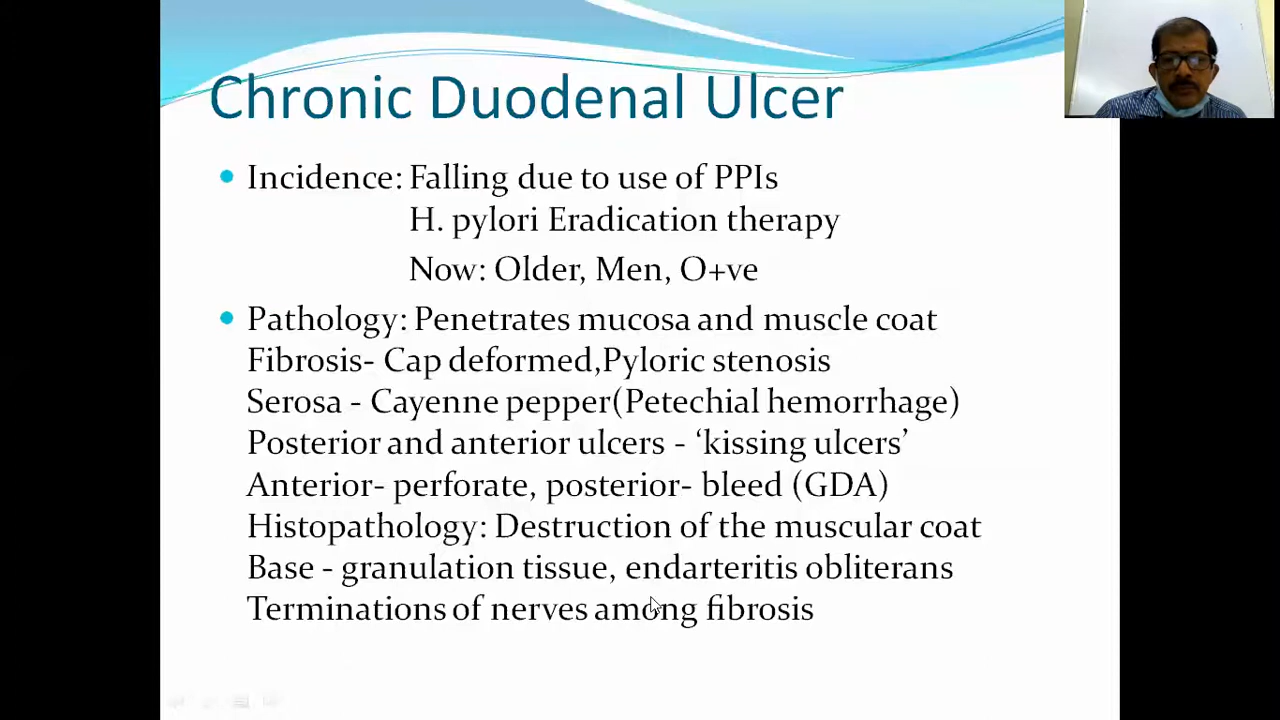 Chronic Duodenal Ulcer
Incidence: Falling due to use of PPIs
H. pylori Eradication therapy
Now: Older, Men, O+ve
Pathology: Penetrates mucosa and muscle coat
Fibrosis- Cap deformed,Pyloric stenosis
Serosa - Cayenne pepper(Petechial hemorrhage)
Posterior and anterior ulcers - ‘kissing ulcers’
Anterior- perforate, posterior- bleed (GDA)
Histopathology: Destruction of the muscular coat
Base - granulation tissue, endarteritis obliterans
Terminations of nerves among fibrosis